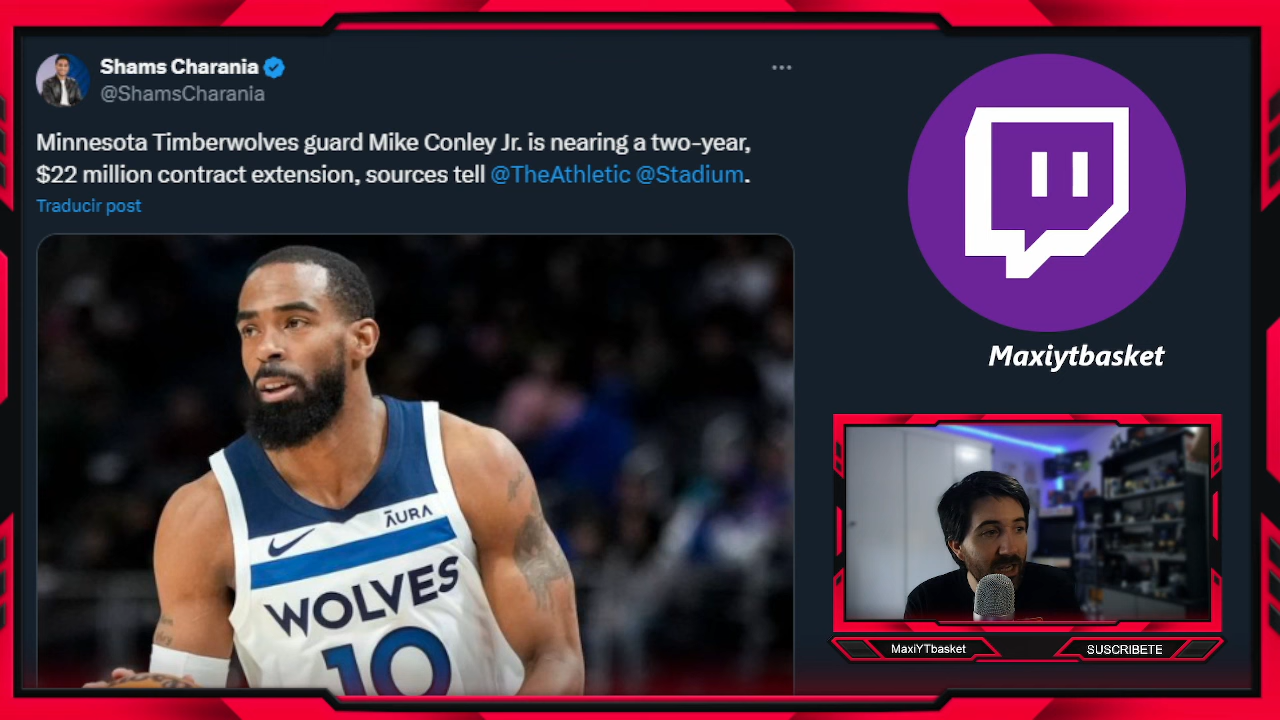 Shams Charania
@ShamsCharania
Minnesota Timberwolves guard Mike Conley Jr. is nearing a two-year,
$22 million contract extension, sources tell @TheAthletic @Stadium.
Traducir post
ĀURA
WOLVES
10
Maxiytbasket
MaxiYTbasket
SUSCRIBETE